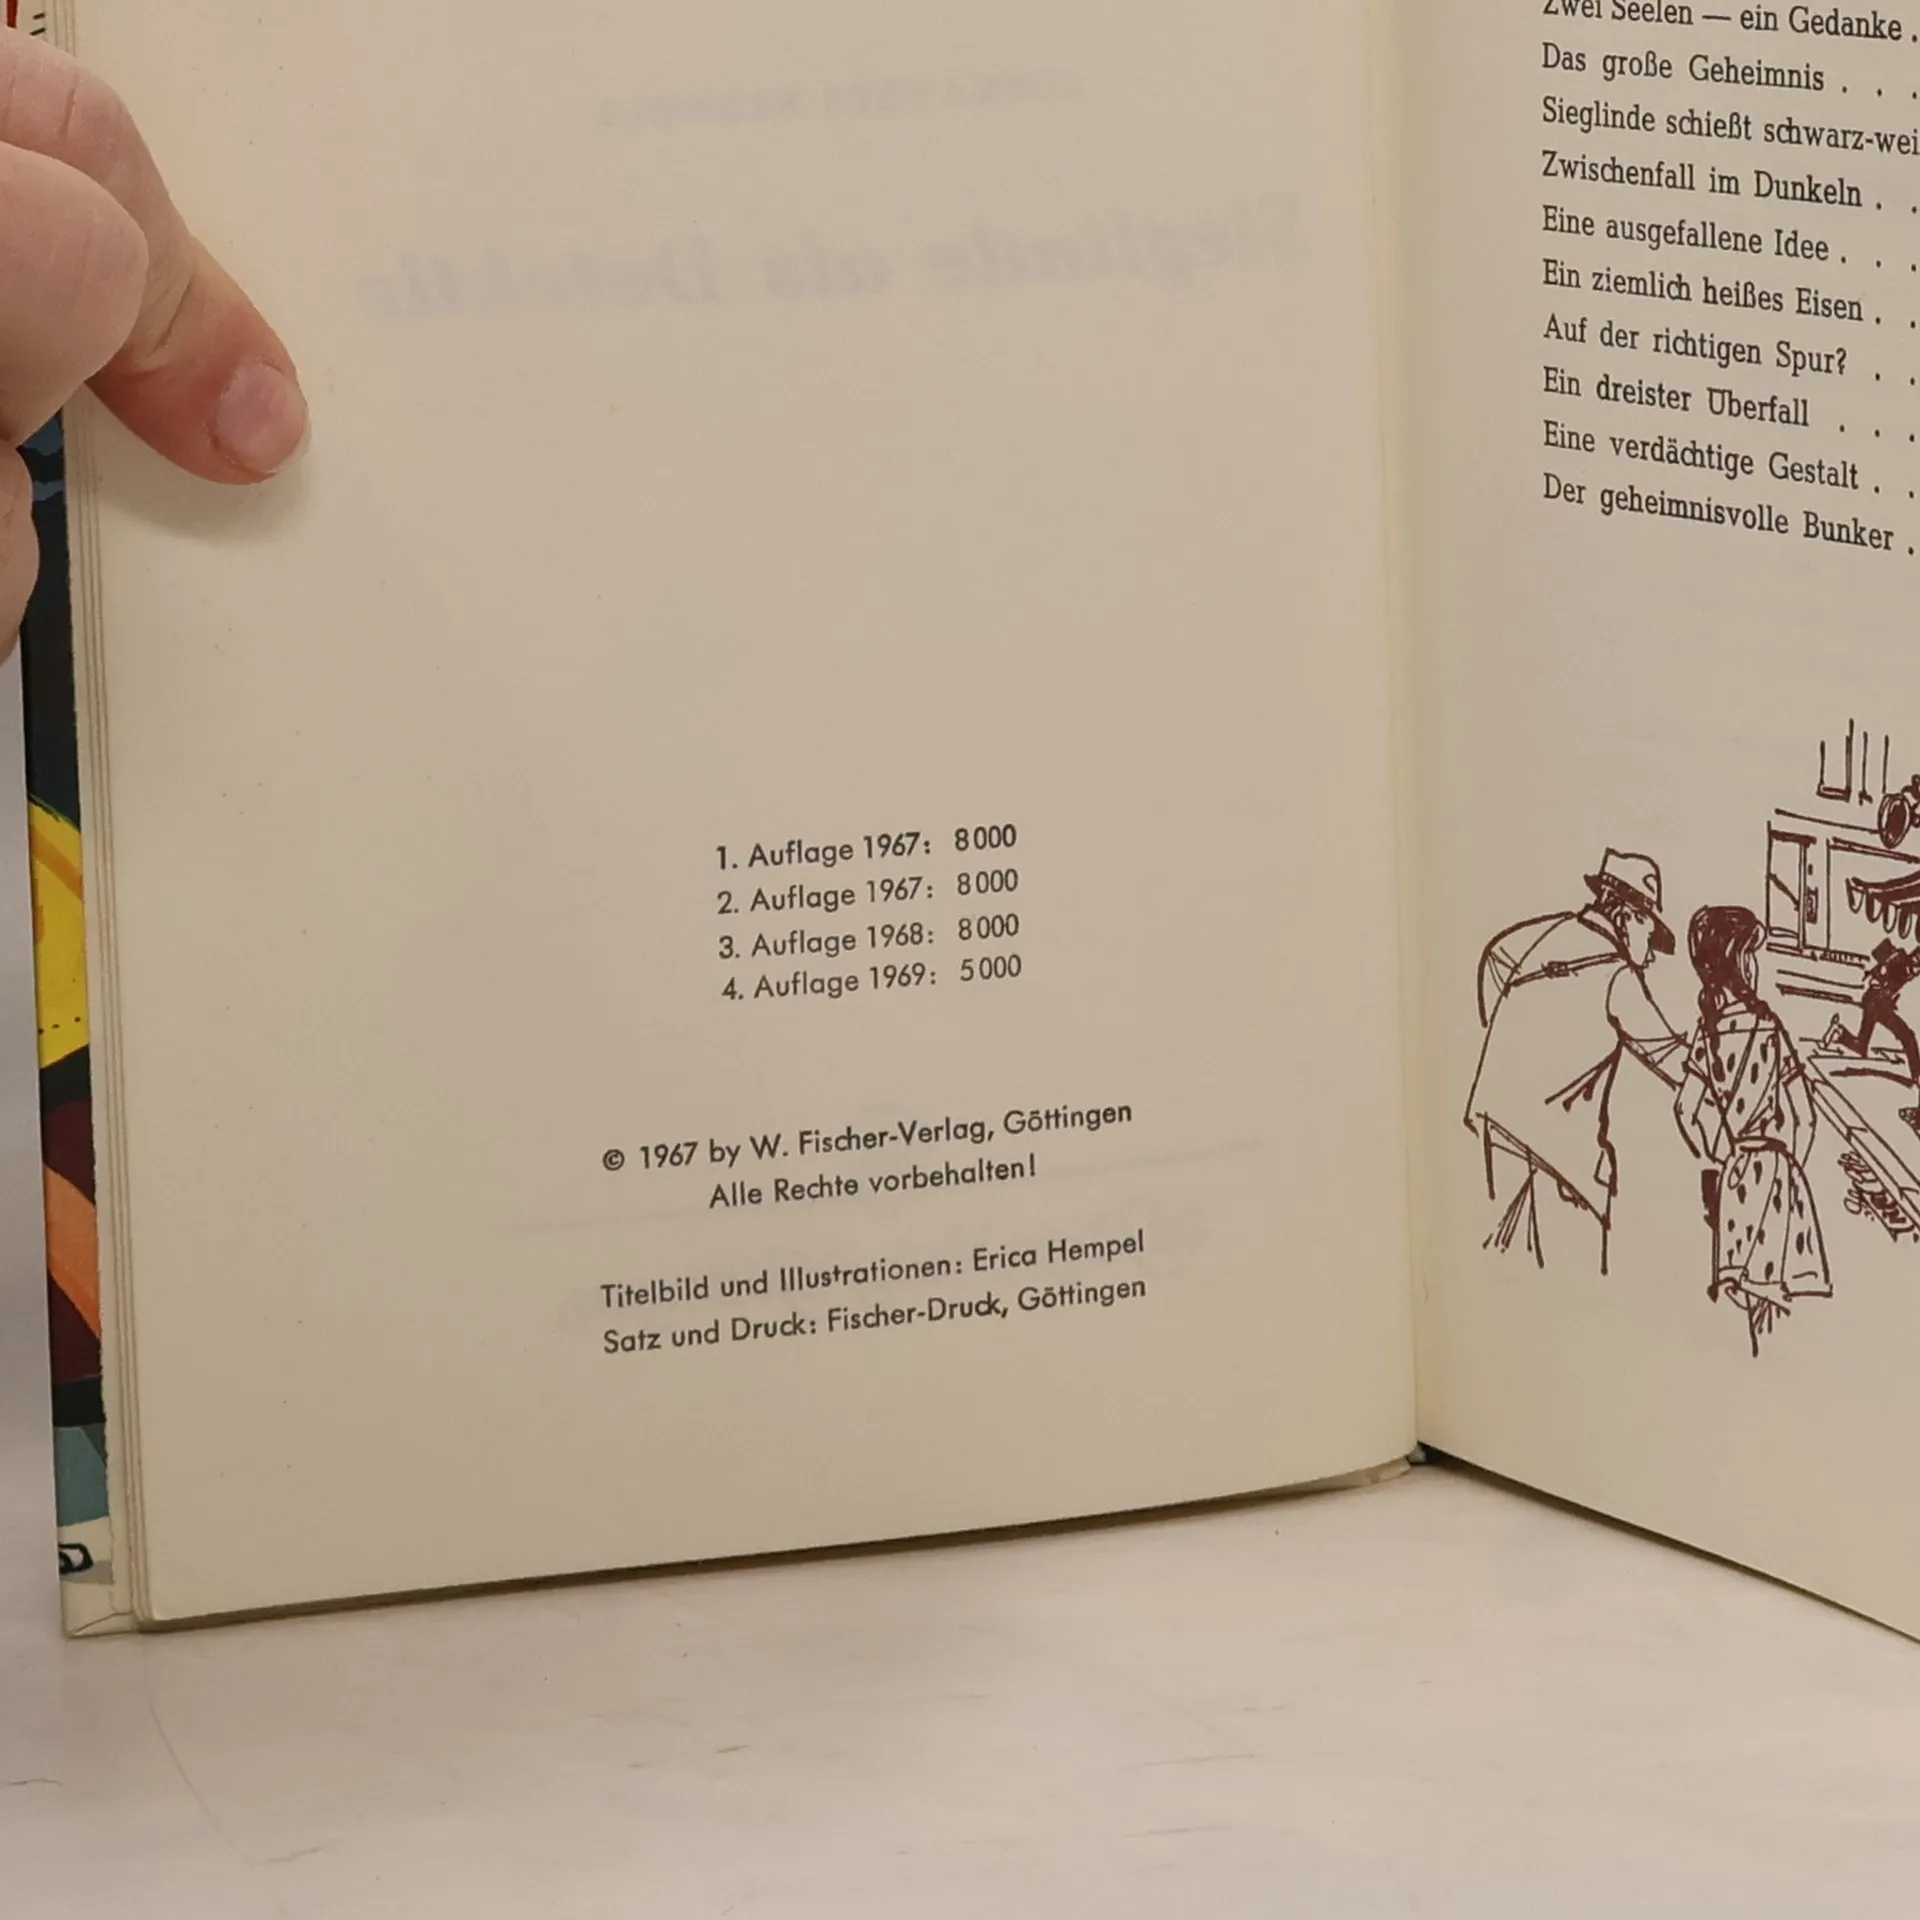 1. Auflage 1967: 8000
2. Auflage 1967: 8000
3. Auflage 1968: 8000
4. Auflage 1969: 5000
© 1967 by W. Fischer-Verlag, Göttingen
Alle Rechte vorbehalten!
Titelbild und Illustrationen: Erica Hempel
Satz und Druck: Fischer-Druck, Göttingen
Zwei Seelen — ein Gedanke .
Das große Geheimnis . . .
Sieglinde schießt schwarz-wei
Zwischenfall im Dunkeln . .
Eine ausgefallene Idee . . .
Ein ziemlich heißes Eisen . .
Auf der richtigen Spur? . .
Ein dreister Überfall . . .
Eine verdächtige Gestalt . .
Der geheimnisvolle Bunker .